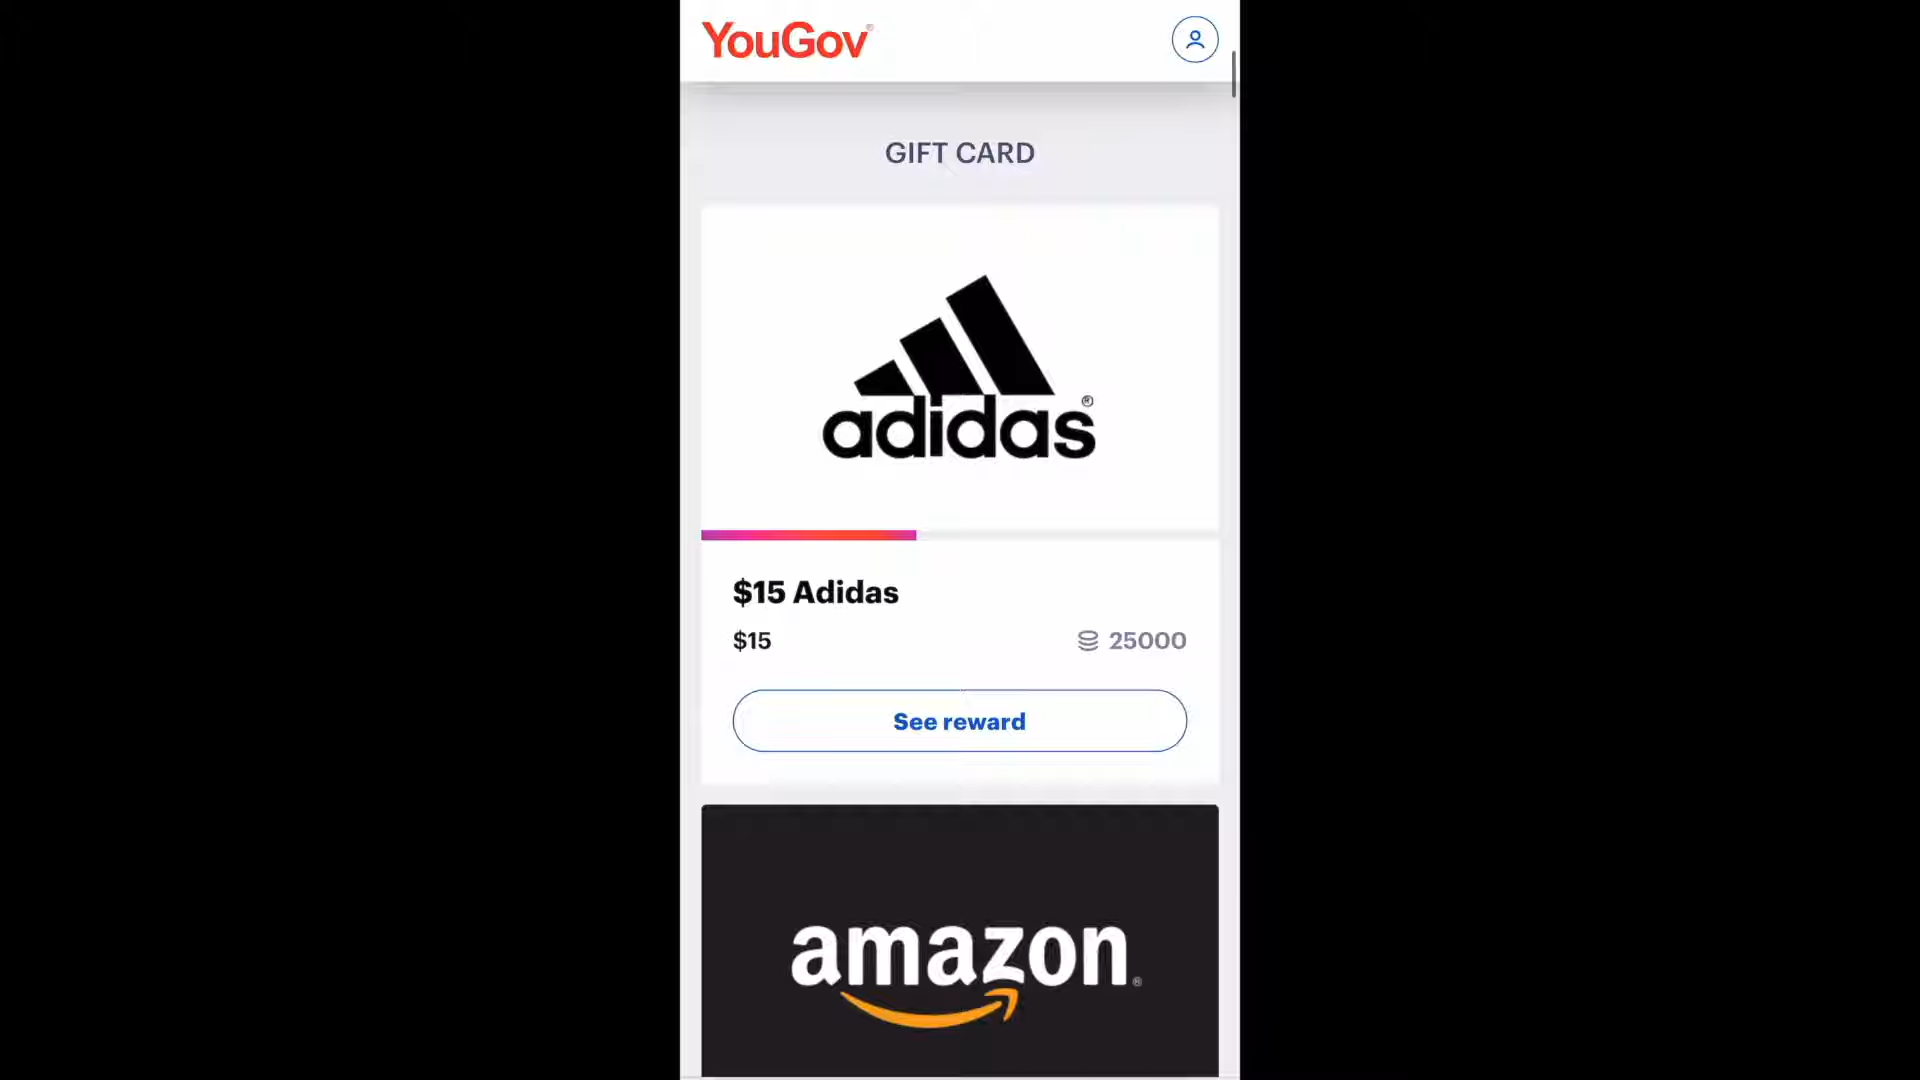 YouGov®
GIFT CARD
adidas®
$15 Adidas
$15 25000
See reward
amazon®